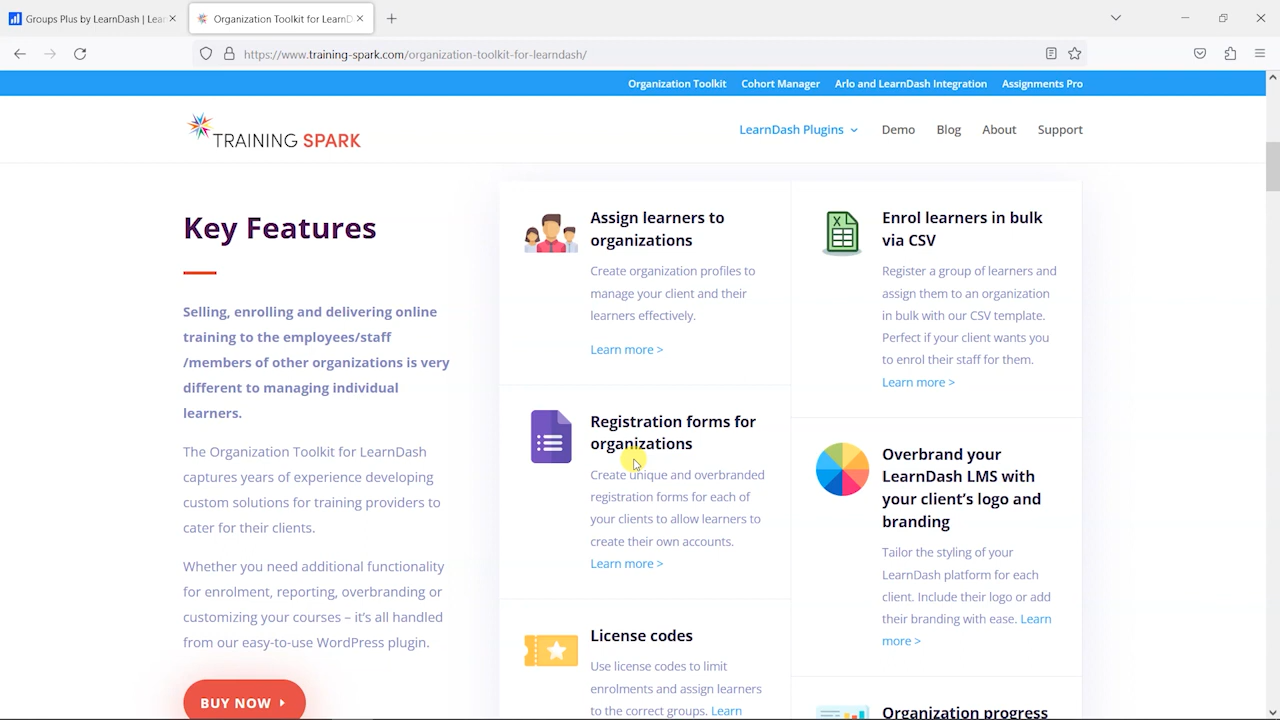 Groups Plus by LearnDash | Lear
Organization Toolkit for LearnD
https://www.training-spark.com/organization-toolkit-for-learndash/
Organization Toolkit
Cohort Manager
Arlo and LearnDash Integration
Assignments Pro
TRAINING SPARK
LearnDash Plugins
Demo
Blog
About
Support
Key Features
Selling, enrolling and delivering online
training to the employees/staff
/members of other organizations is very
different to managing individual
learners.
The Organization Toolkit for LearnDash
captures years of experience developing
custom solutions for training providers to
cater for their clients.
Whether you need additional functionality
for enrolment, reporting, overbranding or
customizing your courses – it's all handled
from our easy-to-use WordPress plugin.
BUY NOW
Assign learners to
organizations
Create organization profiles to
manage your client and their
learners effectively.
Learn more >
Registration forms for
organizations
Create unique and overbranded
registration forms for each of
your clients to allow learners to
create their own accounts.
Learn more >
License codes
Use license codes to limit
enrolments and assign learners
to the correct groups. Learn
Enrol learners in bulk
via CSV
Register a group of learners and
assign them to an organization
in bulk with our CSV template.
Perfect if your client wants you
to enrol their staff for them.
Learn more >
Overbrand your
LearnDash LMS with
your client's logo and
branding
Tailor the styling of your
LearnDash platform for each
client. Include their logo or add
their branding with ease. Learn
more >
Organization progress